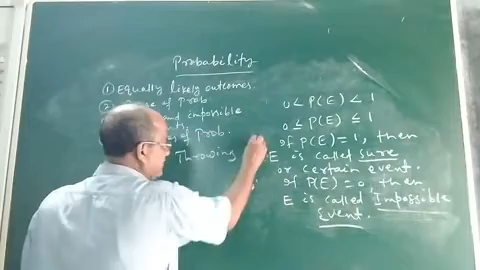 Probability
① Equally likely outcomes.
② of Prob
and impossible
of Prob.
Throwing
0 < P(E) < 1
0 ≤ P(E) ≤ 1
If P(E) = 1, then
E is called sure
or certain event.
If P(E) = 0, then
E is called Impossible
Event.